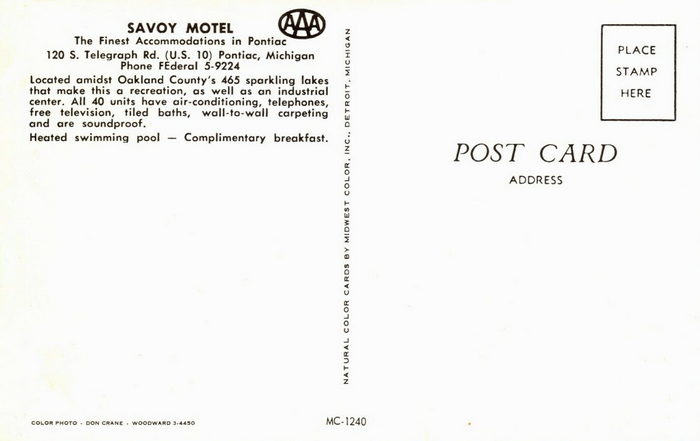 SAVOY MOTEL
AAA
The Finest Accommodations in Pontiac
120 S. Telegraph Rd. (U.S. 10) Pontiac, Michigan
Phone FEderal 5-9224
Located amidst Oakland County's 465 sparkling lakes
that make this a recreation, as well as an industrial
center. All 40 units have air-conditioning, telephones,
free television, tiled baths, wall-to-wall carpeting
and are soundproof.
Heated swimming pool — Complimentary breakfast.
COLOR PHOTO - DON CRANE - WOODWARD 3-4450
NATURAL COLOR CARDS BY MIDWEST COLOR, INC., DETROIT, MICHIGAN
MC-1240
PLACE
STAMP
HERE
POST CARD
ADDRESS